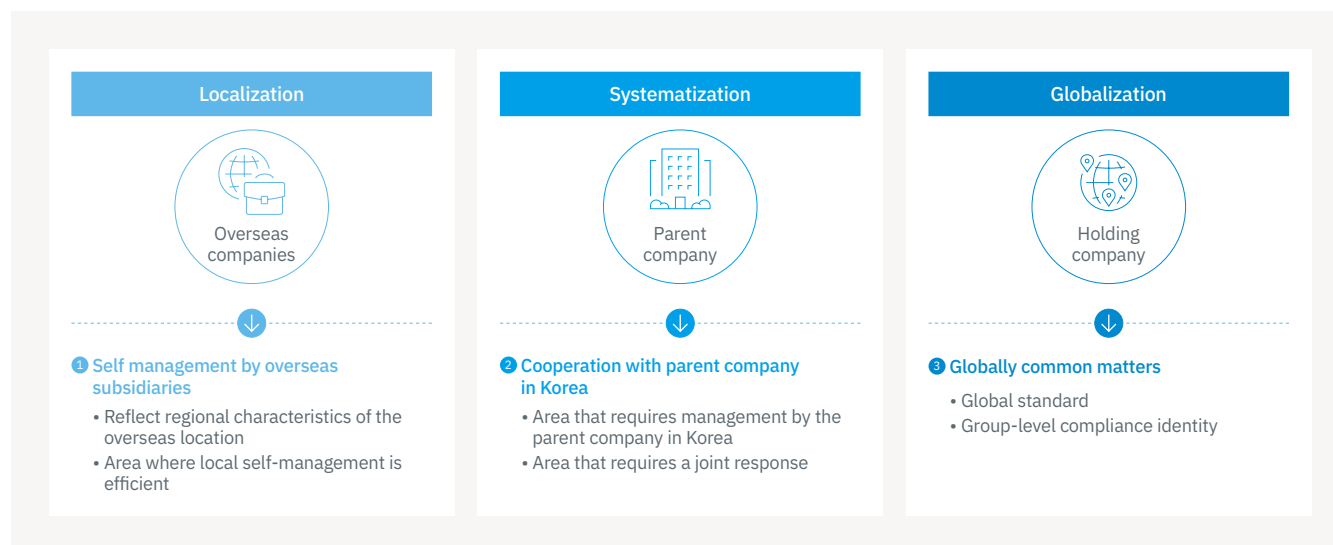 Localization
Overseas
companies
1 Self management by overseas
subsidiaries
• Reflect regional characteristics of the
overseas location
• Area where local self-management is
efficient
Systematization
Parent
company
2 Cooperation with parent company
in Korea
• Area that requires management by the
parent company in Korea
• Area that requires a joint response
Globalization
Holding
company
3 Globally common matters
• Global standard
• Group-level compliance identity